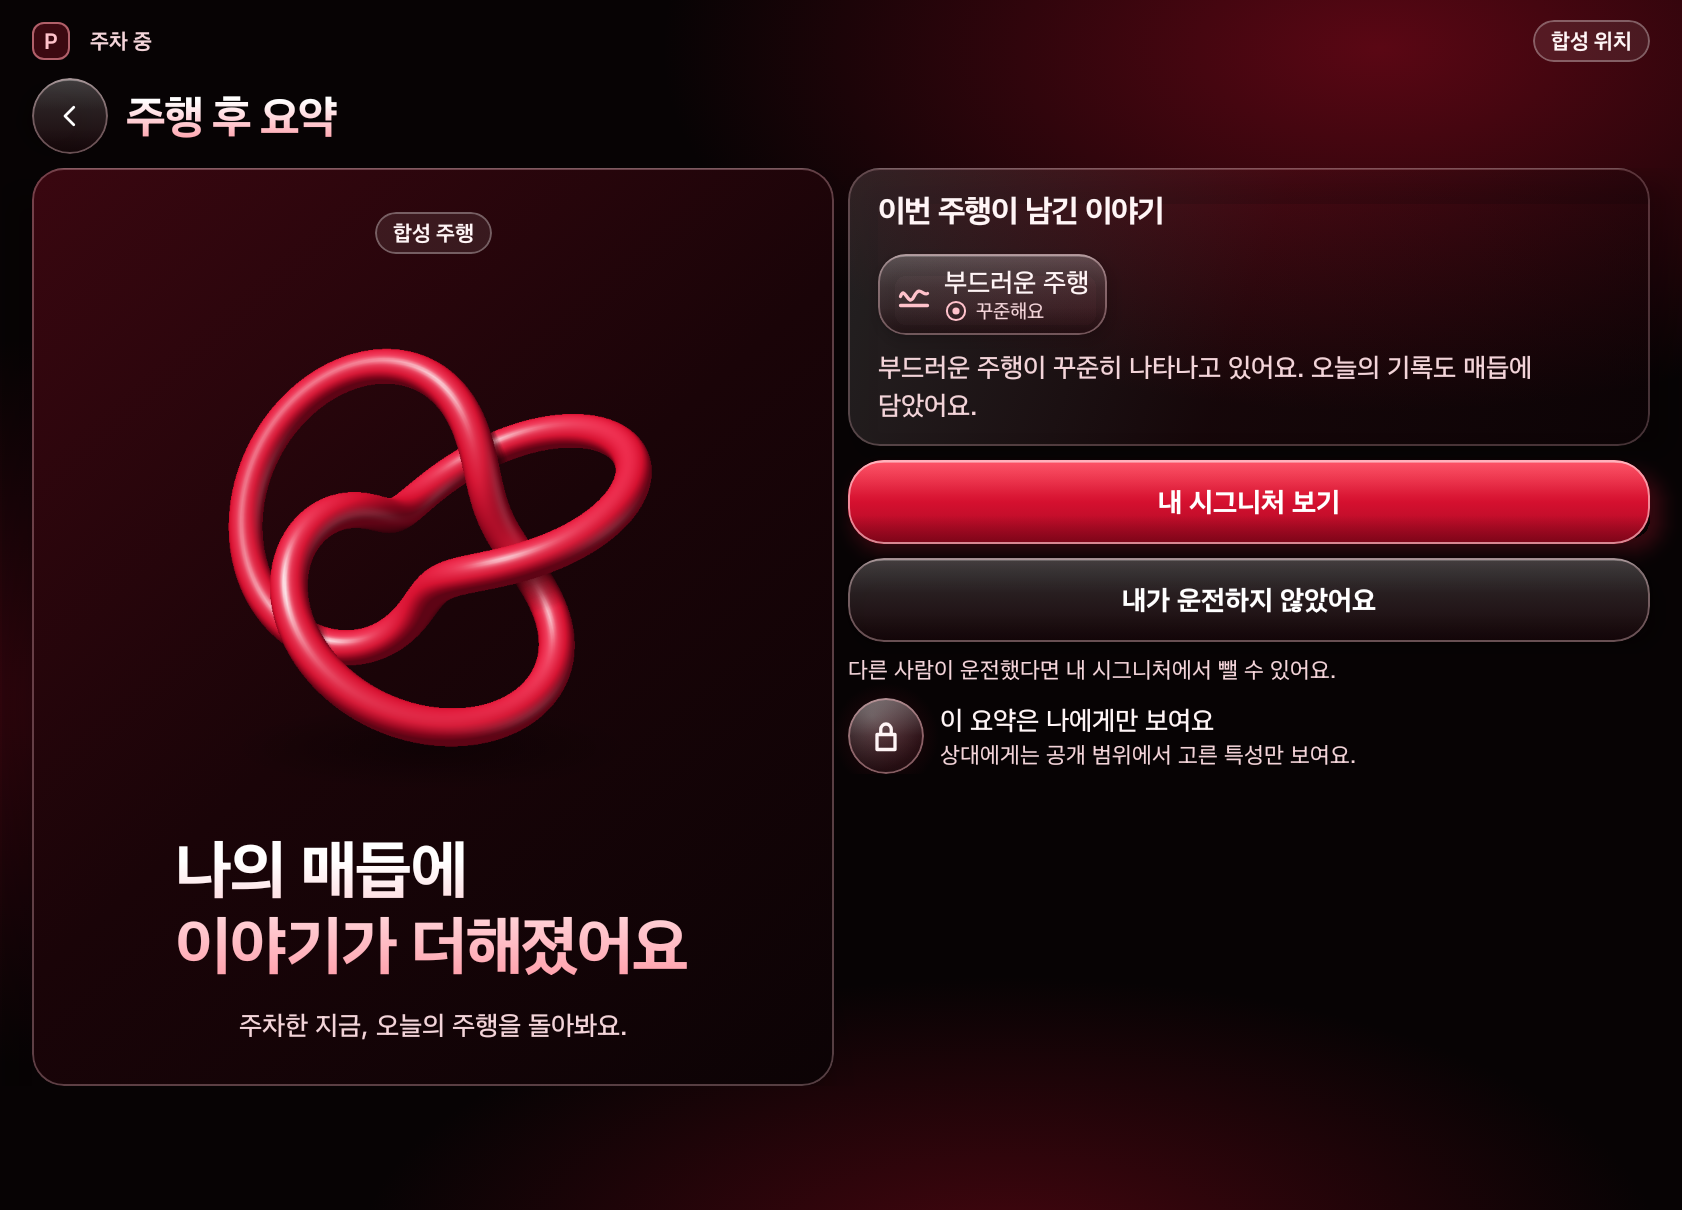 P 주차 중
합성 위치
주행 후 요약
합성 주행
나의 매듭에
이야기가 더해졌어요
주차한 지금, 오늘의 주행을 돌아봐요.
이번 주행이 남긴 이야기
부드러운 주행
꾸준해요
부드러운 주행이 꾸준히 나타나고 있어요. 오늘의 기록도 매듭에
담았어요.
내 시그니처 보기
내가 운전하지 않았어요
다른 사람이 운전했다면 내 시그니처에서 뺄 수 있어요.
이 요약은 나에게만 보여요
상대에게는 공개 범위에서 고른 특성만 보여요.